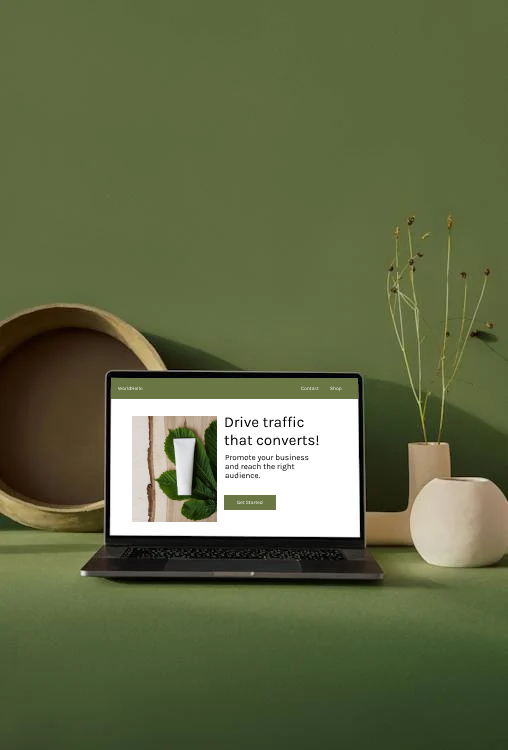 WorldHello
Contact Shop
Drive traffic
that converts!
Promote your business
and reach the right
audience.
Get Started